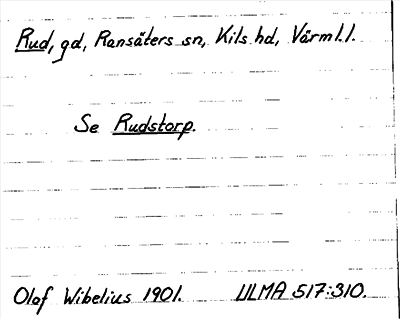 Rud, gd, Ransäters sn, Kils hd, Värml.l.
Se Rudstorp.
Olof Wibelius 1901. ULMA 517:310.